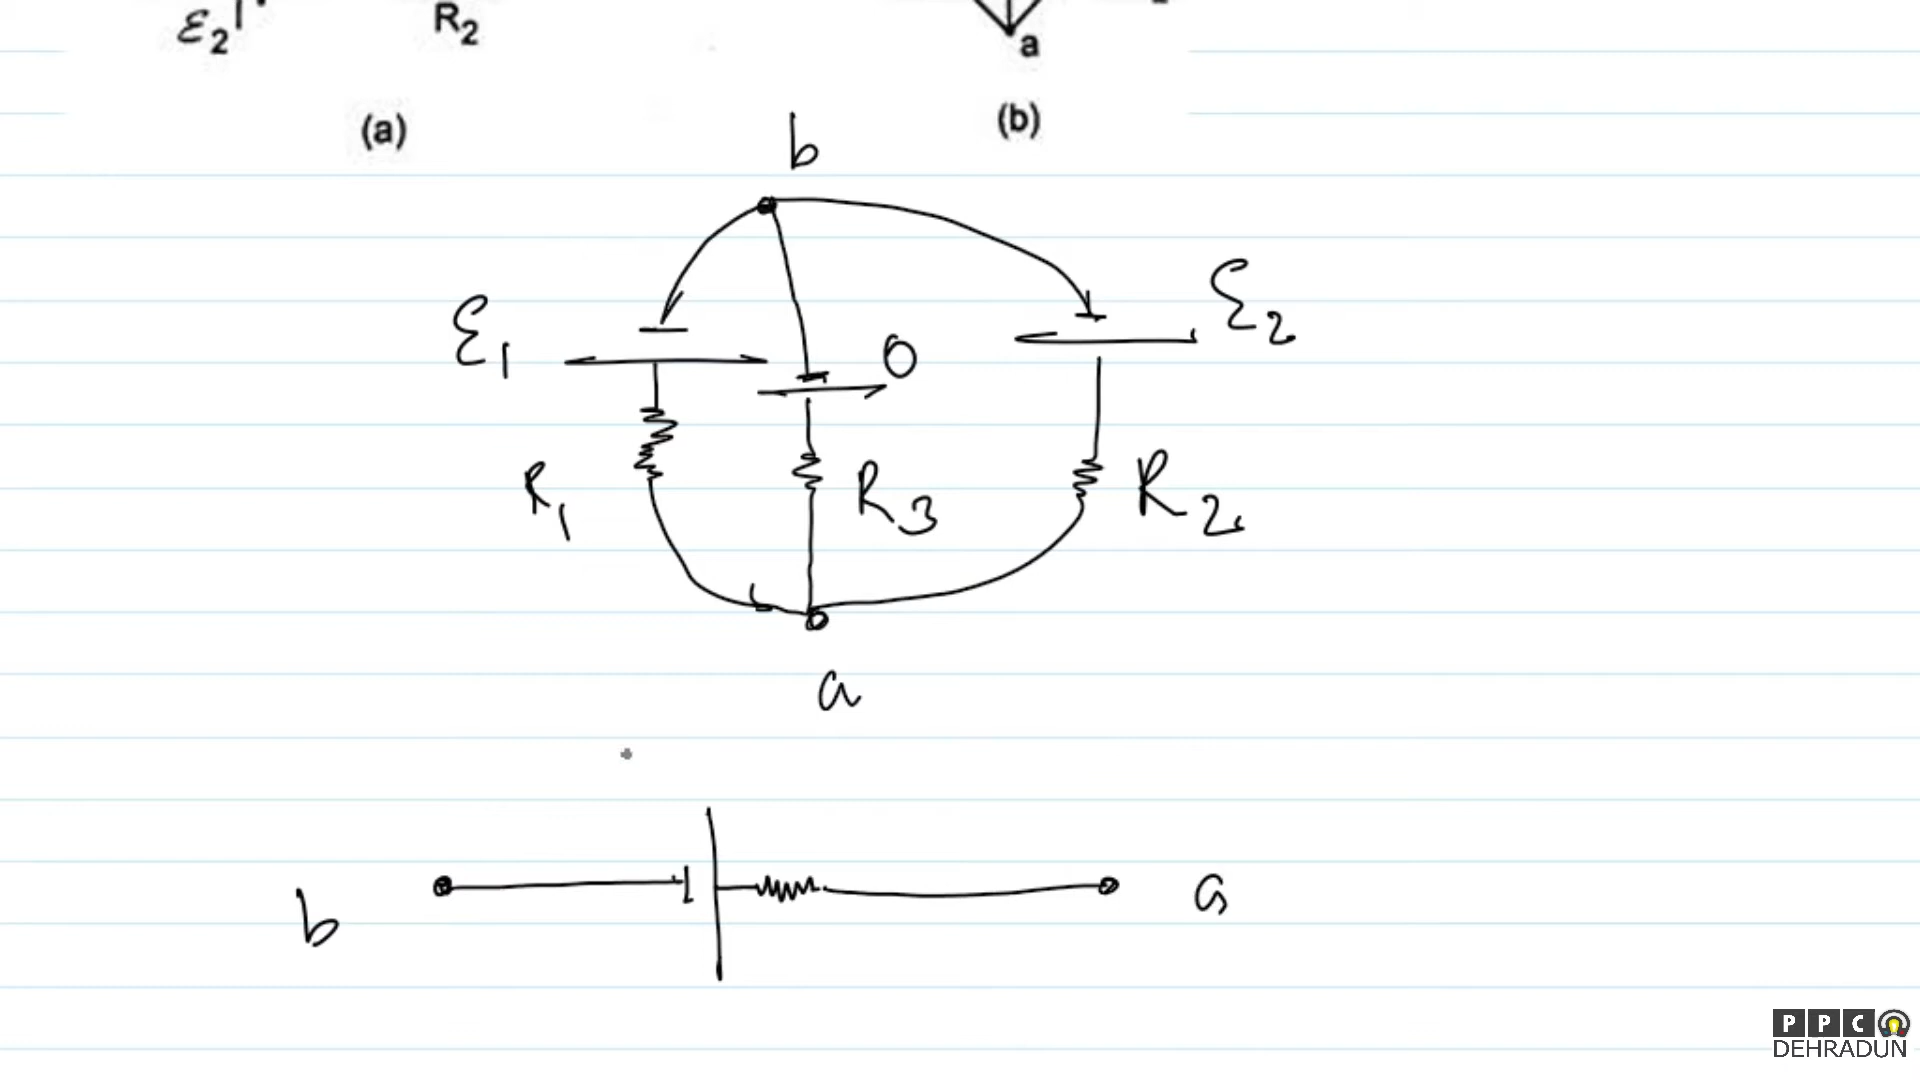 ε₂
R₂
a
(a)
(b)
b
ε₁
0
ε₂
R₁
R₃
R₂
a
b
a
PPC
DEHRADUN